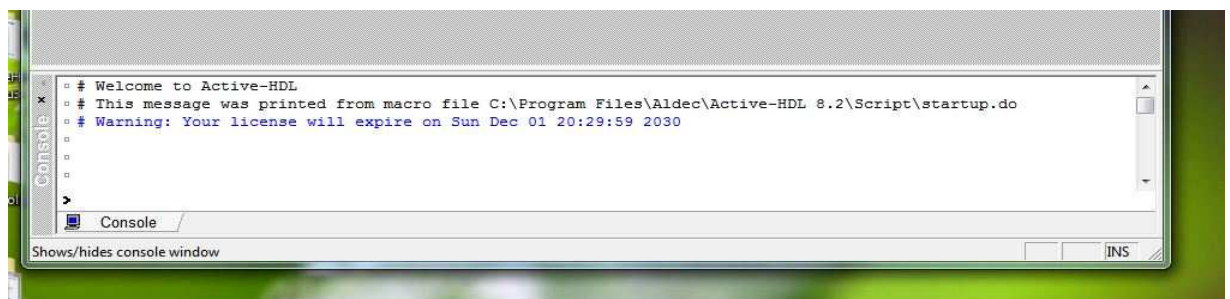 # Welcome to Active-HDL
# This message was printed from macro file C:\Program Files\Aldec\Active-HDL 8.2\Script\startup.do
# Warning: Your license will expire on Sun Dec 01 20:29:59 2030
Console
>
Console
Shows/hides console window
INS